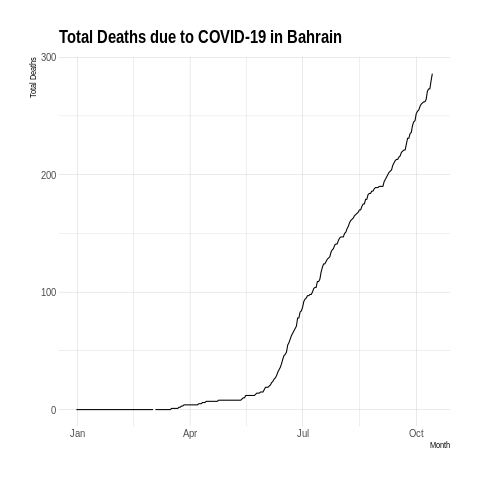 Total Deaths due to COVID-19 in Bahrain
Total Deaths
300
200
100
0
Jan Apr Jul Oct
Month